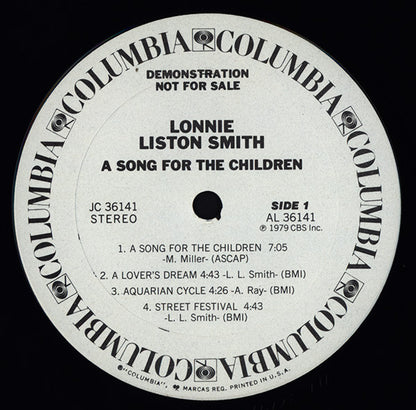 COLUMBIA COLUMBIA COLUMBIA COLUMBIA COLUMBIA COLUMBIA
DEMONSTRATION
NOT FOR SALE
LONNIE
LISTON SMITH
A SONG FOR THE CHILDREN
JC 36141
STEREO
SIDE 1
AL 36141
℗ 1979 CBS Inc.
1. A SONG FOR THE CHILDREN 7:05
-M. Miller- (ASCAP)
2. A LOVER'S DREAM 4:43 -L. L. Smith- (BMI)
3. AQUARIAN CYCLE 4:26 -A. Ray- (BMI)
4. STREET FESTIVAL 4:43
-L. L. Smith- (BMI)
"COLUMBIA", MARCAS REG. PRINTED IN U.S.A.